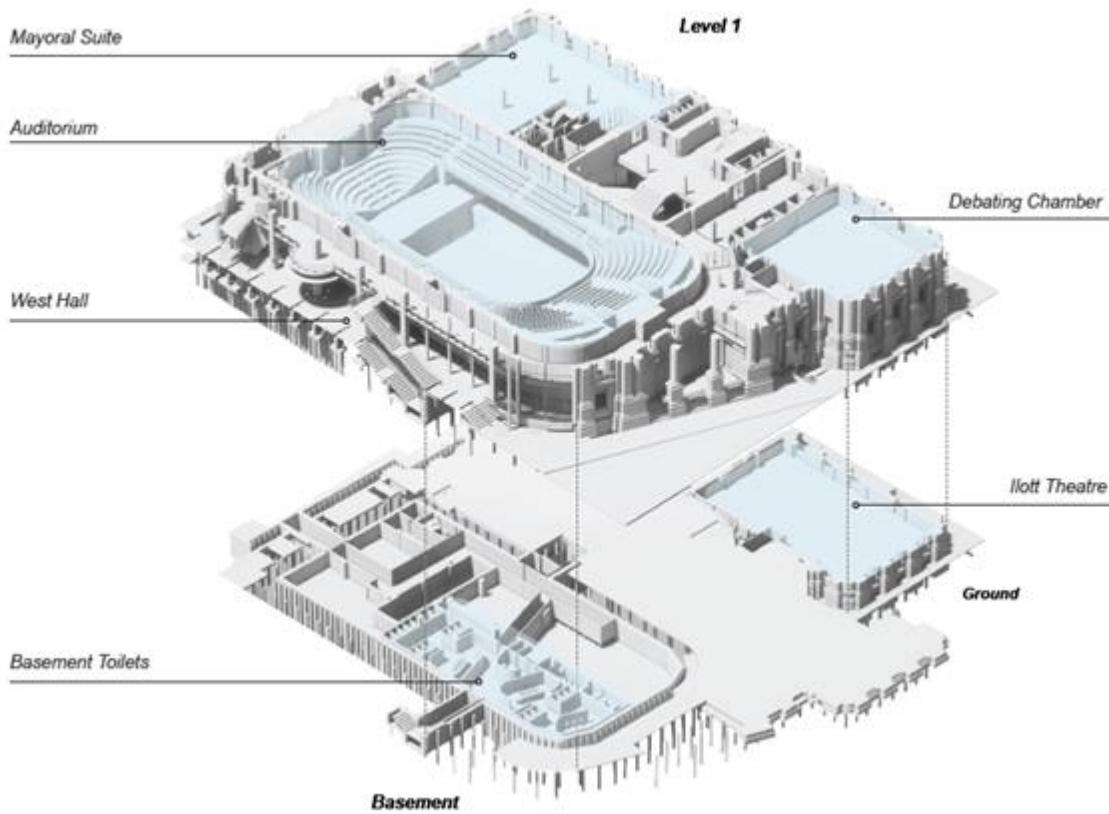 Level 1
Mayoral Suite
Auditorium
Debating Chamber
West Hall
Ilott Theatre
Ground
Basement Toilets
Basement